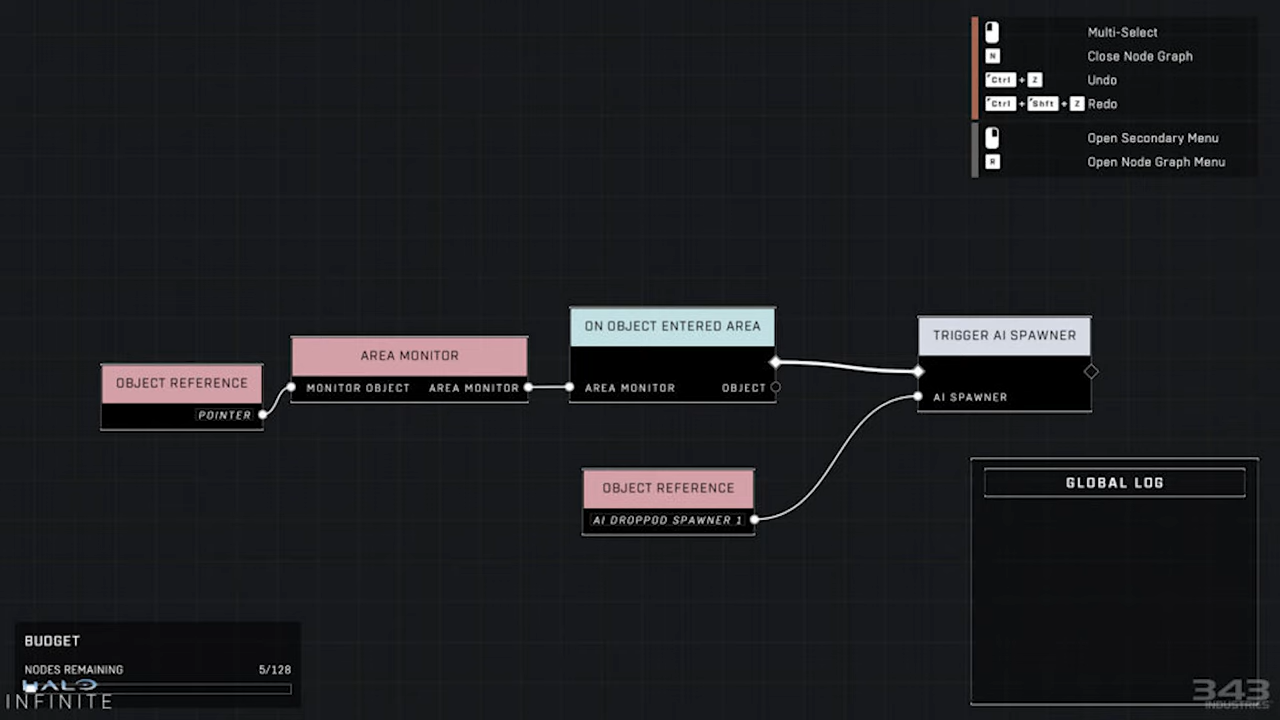 Multi-Select
N Close Node Graph
Ctrl + Z Undo
Ctrl + Shft + Z Redo
Open Secondary Menu
R Open Node Graph Menu
OBJECT REFERENCE
POINTER
AREA MONITOR
MONITOR OBJECT AREA MONITOR
ON OBJECT ENTERED AREA
AREA MONITOR OBJECT
TRIGGER AI SPAWNER
AI SPAWNER
OBJECT REFERENCE
AI DROPPOD SPAWNER 1
GLOBAL LOG
BUDGET
NODES REMAINING 5/128
HALO
INFINITE
343
INDUSTRIES